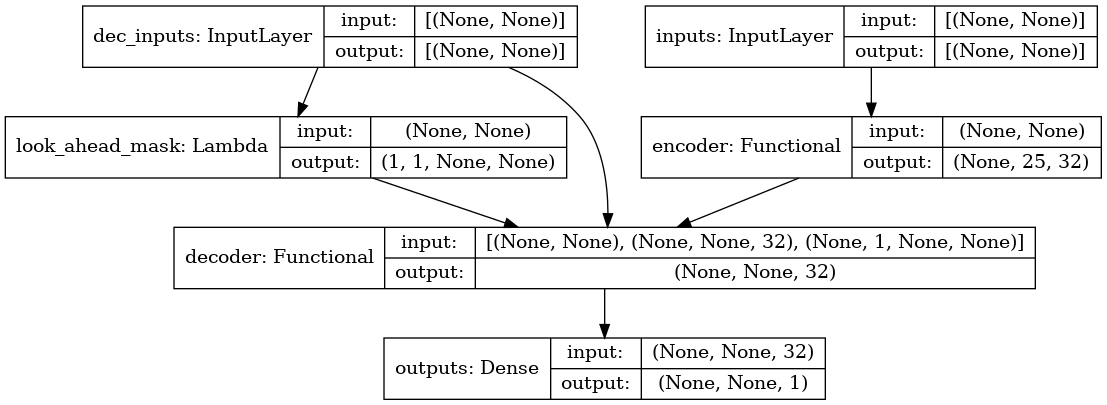 dec_inputs: InputLayer
input: [(None, None)]
output: [(None, None)]
inputs: InputLayer
input: [(None, None)]
output: [(None, None)]
look_ahead_mask: Lambda
input: (None, None)
output: (1, 1, None, None)
encoder: Functional
input: (None, None)
output: (None, 25, 32)
decoder: Functional
input: [(None, None), (None, None, 32), (None, 1, None, None)]
output: (None, None, 32)
outputs: Dense
input: (None, None, 32)
output: (None, None, 1)